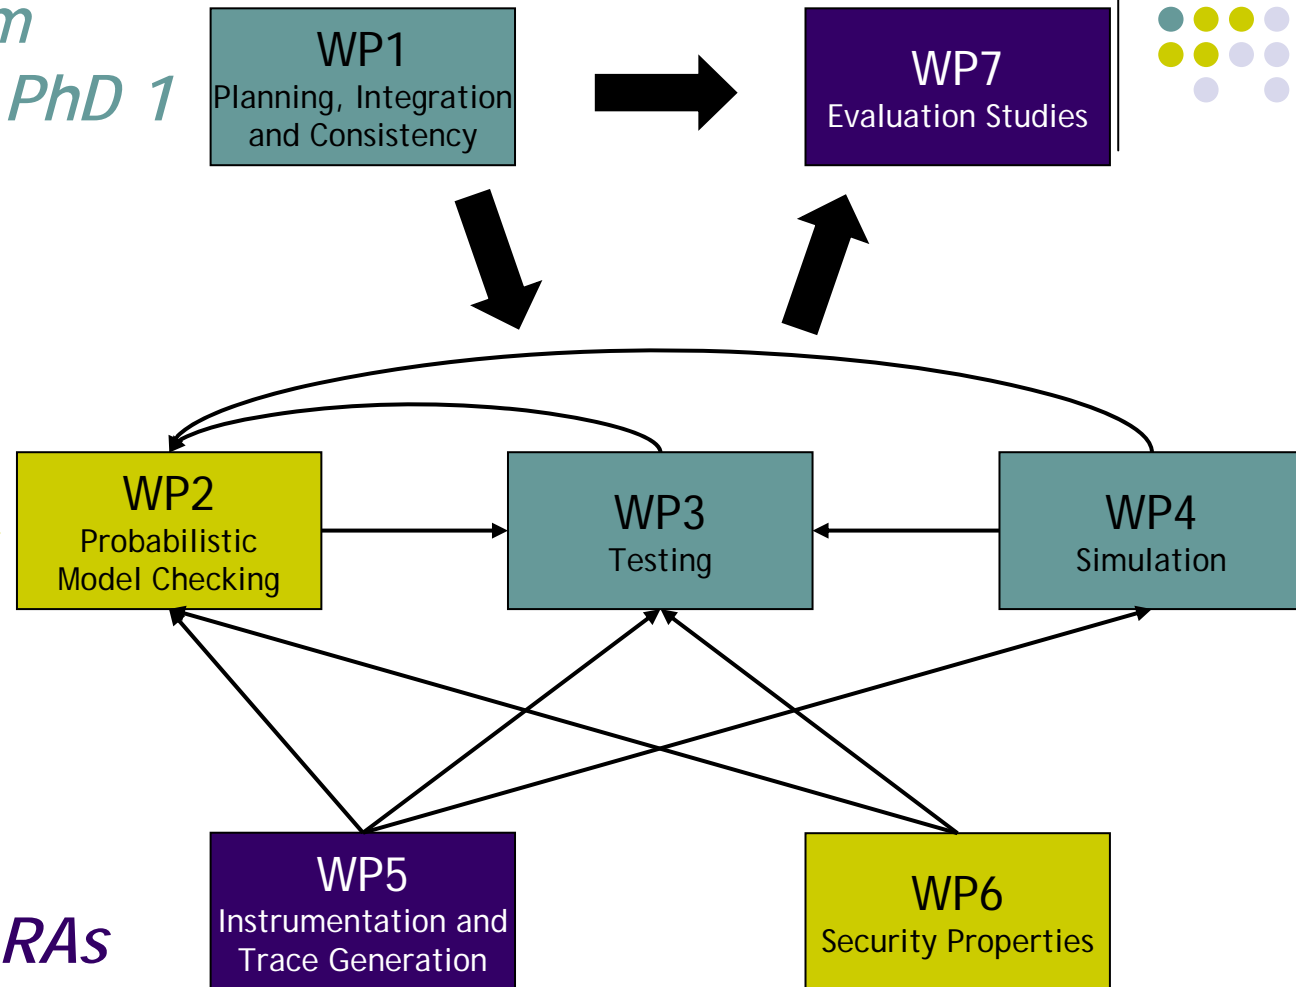 PhD 1
WP1
Planning, Integration
and Consistency
WP7
Evaluation Studies
WP2
Probabilistic
Model Checking
WP3
Testing
WP4
Simulation
WP5
Instrumentation and
Trace Generation
WP6
Security Properties
RAs